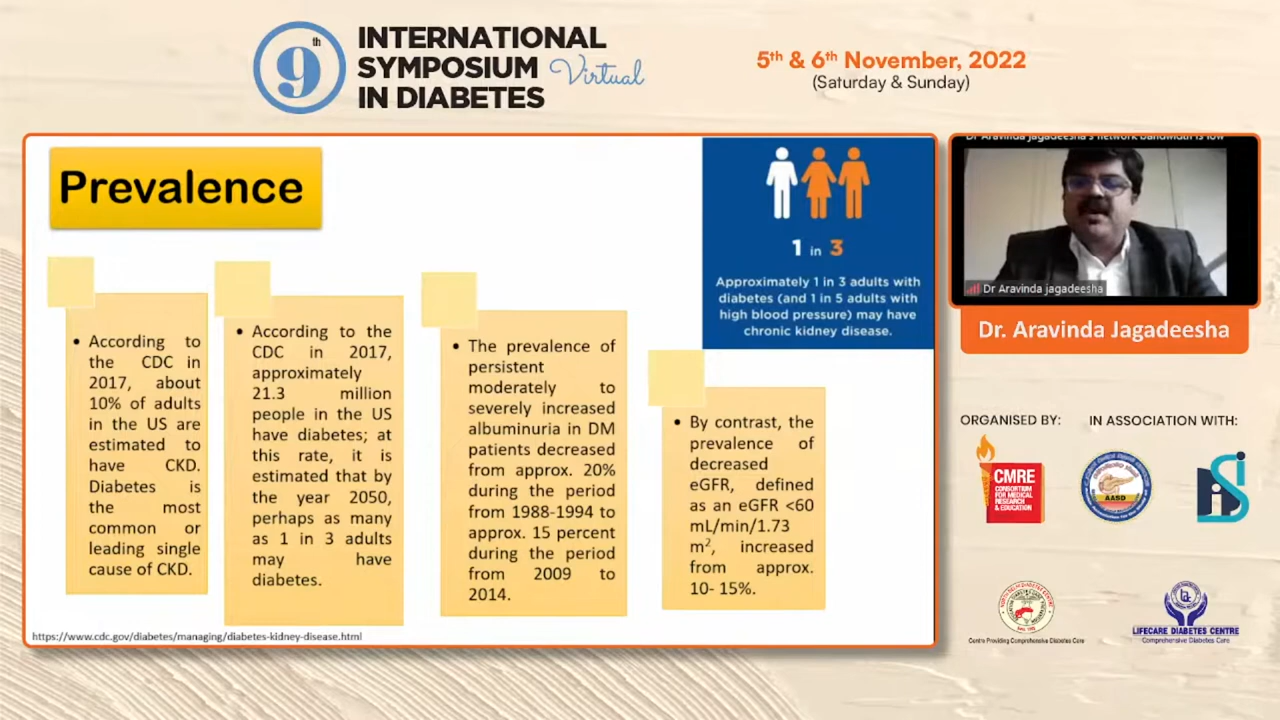 9th
INTERNATIONAL
SYMPOSIUM Virtual
IN DIABETES
5th & 6th November, 2022
(Saturday & Sunday)
Prevalence
• According to
the CDC in
2017, about
10% of adults
in the US are
estimated to
have CKD.
Diabetes is
the most
common or
leading single
cause of CKD.
• According to the
CDC in 2017,
approximately
21.3 million
people in the US
have diabetes; at
this rate, it is
estimated that by
the year 2050,
perhaps as many
as 1 in 3 adults
may have
diabetes.
• The prevalence of
persistent
moderately to
severely increased
albuminuria in DM
patients decreased
from approx. 20%
during the period
from 1988-1994 to
approx. 15 percent
during the period
from 2009 to
2014.
• By contrast, the
prevalence of
decreased
eGFR, defined
as an eGFR <60
mL/min/1.73
m², increased
from approx.
10- 15%.
1 in 3
Approximately 1 in 3 adults with
diabetes (and 1 in 5 adults with
high blood pressure) may have
chronic kidney disease.
https://www.cdc.gov/diabetes/managing/diabetes-kidney-disease.html
Dr Aravinda jagadeesha's network bandwidth is low
Dr Aravinda jagadeesha
Dr. Aravinda Jagadeesha
ORGANISED BY:
IN ASSOCIATION WITH:
CMRE
CONSORTIUM
FOR MEDICAL
RESEARCH
& EDUCATION
AASD
Centre Providing Comprehensive Diabetes Care
LIFECARE DIABETES CENTRE
Comprehensive Diabetes Care